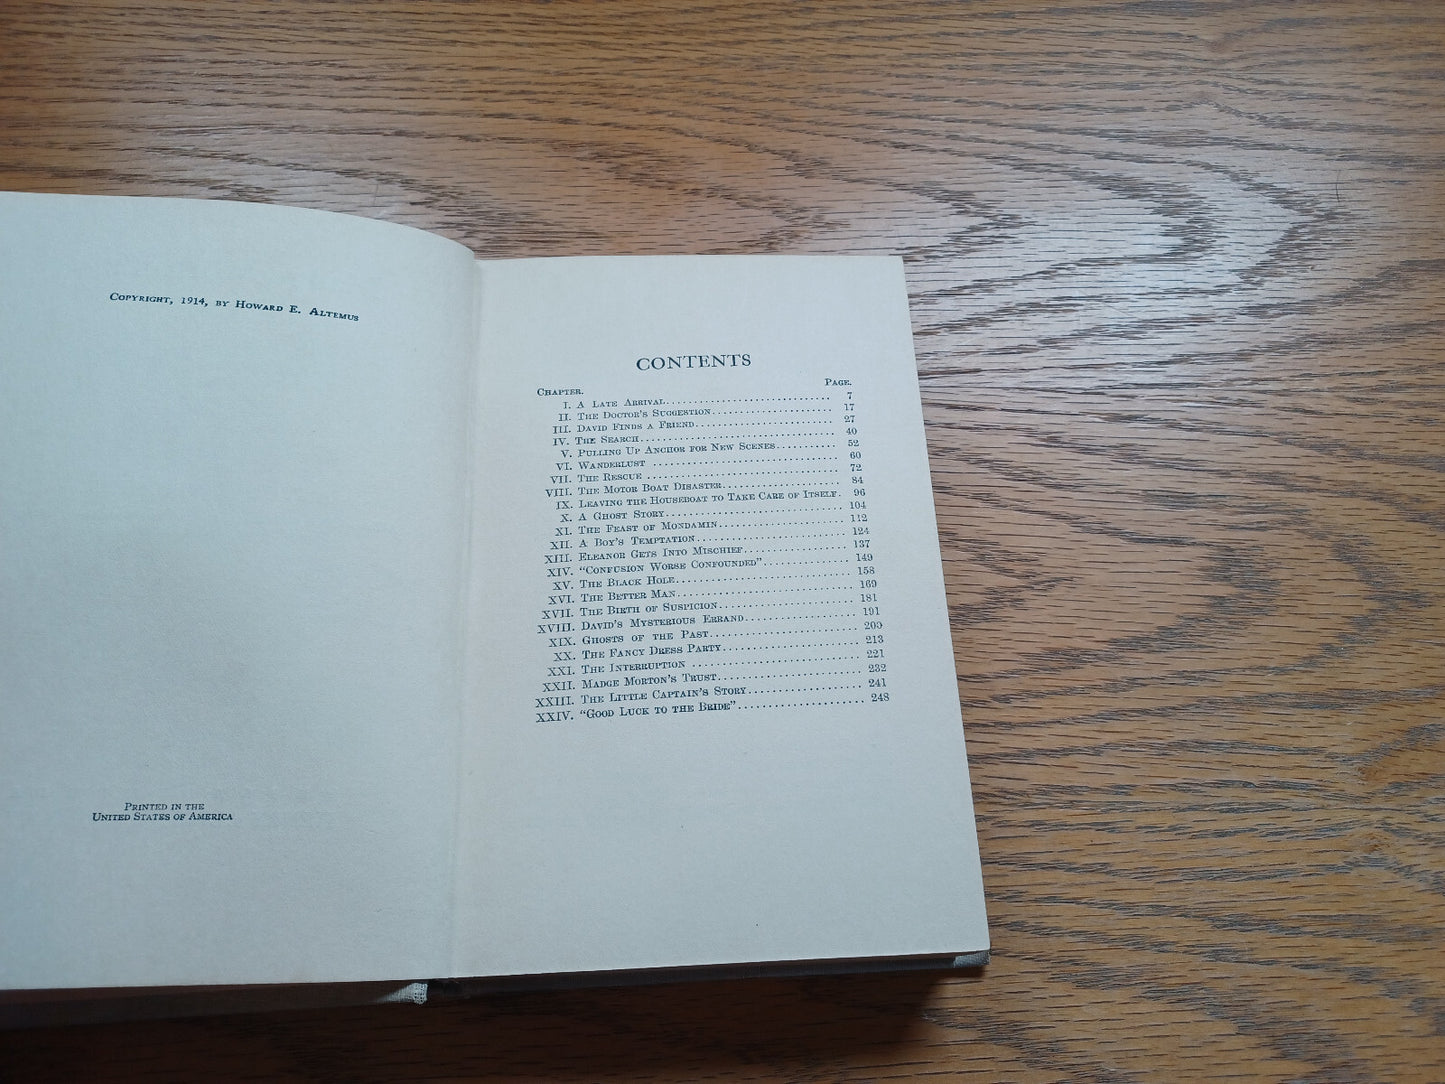 Copyright, 1914, by Howard E. Altemus
Printed in the
United States of America
CONTENTS
Chapter. Page.
I. A Late Arrival.............................. 7
II. The Doctor's Suggestion..................... 17
III. David Finds a Friend....................... 27
IV. The Search................................. 40
V. Pulling Up Anchor for New Scenes........... 52
VI. Wanderlust ............................... 60
VII. The Rescue ............................... 72
VIII. The Motor Boat Disaster.................... 84
IX. Leaving the Houseboat to Take Care of Itself. 96
X. A Ghost Story............................. 104
XI. The Feast of Mondamin..................... 112
XII. A Boy's Temptation........................ 124
XIII. Eleanor Gets Into Mischief................. 137
XIV. “Confusion Worse Confounded”.............. 149
XV. The Black Hole............................ 158
XVI. The Better Man............................ 169
XVII. The Birth of Suspicion..................... 181
XVIII. David's Mysterious Errand................. 191
XIX. Ghosts of the Past........................ 205
XX. The Fancy Dress Party..................... 213
XXI. The Interruption ......................... 221
XXII. Madge Morton's Trust...................... 232
XXIII. The Little Captain's Story................. 241
XXIV. “Good Luck to the Bride”................... 248